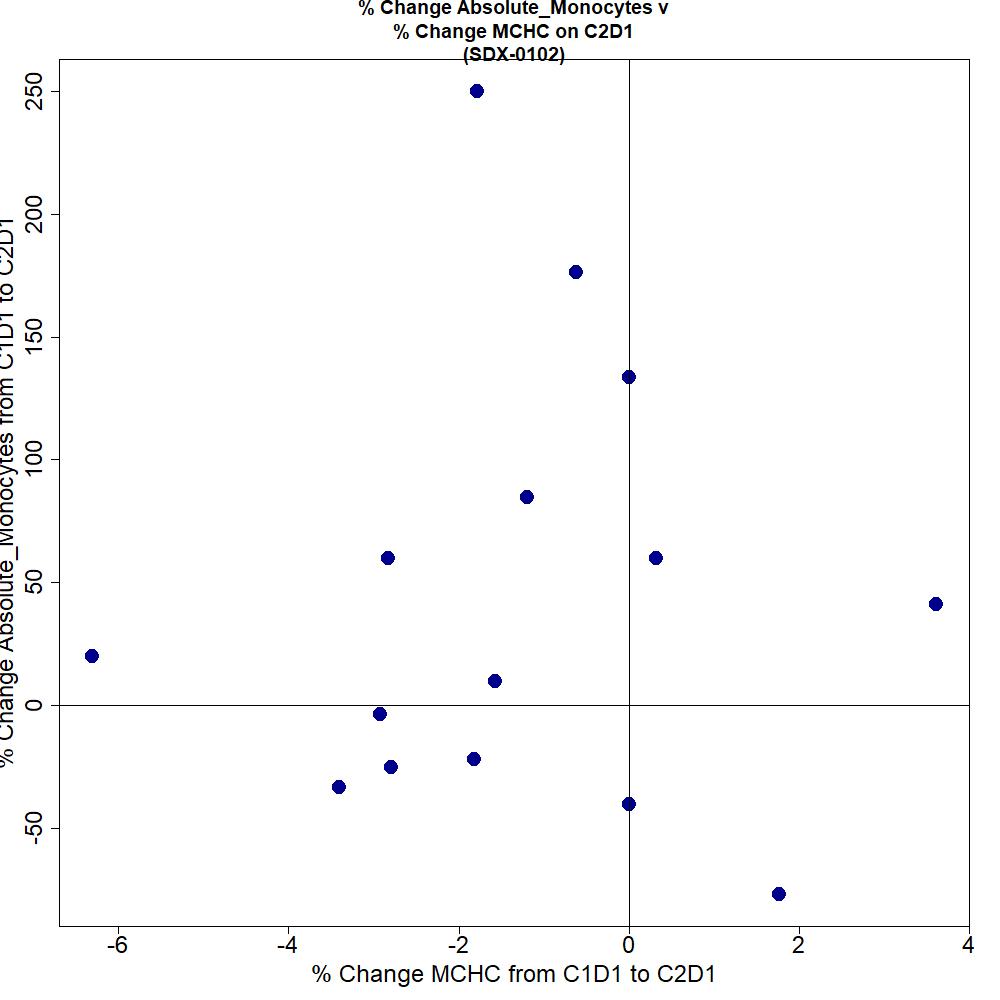 % Change Absolute_Monocytes v
% Change MCHC on C2D1
(SDX-0102)
% Change Absolute_Monocytes from C1D1 to C2D1
250
200
150
100
50
0
-50
-6
-4
-2
0
2
4
% Change MCHC from C1D1 to C2D1